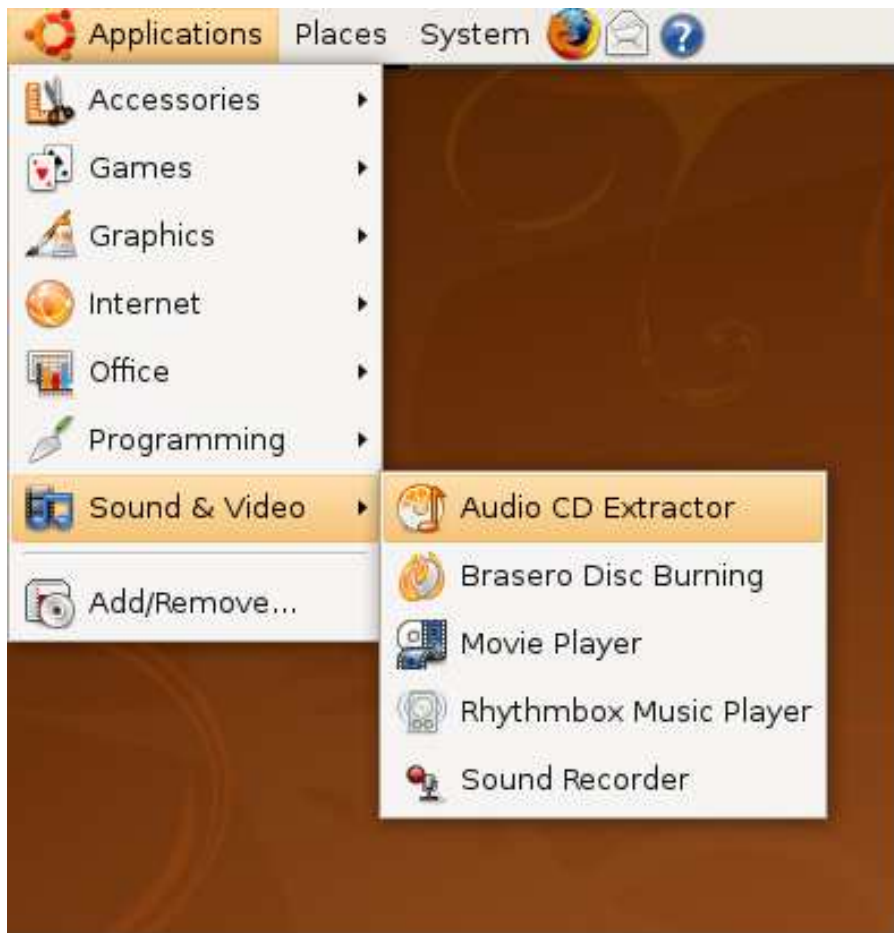 Applications Places System
Accessories
Games
Graphics
Internet
Office
Programming
Sound & Video
Add/Remove...
Audio CD Extractor
Brasero Disc Burning
Movie Player
Rhythmbox Music Player
Sound Recorder